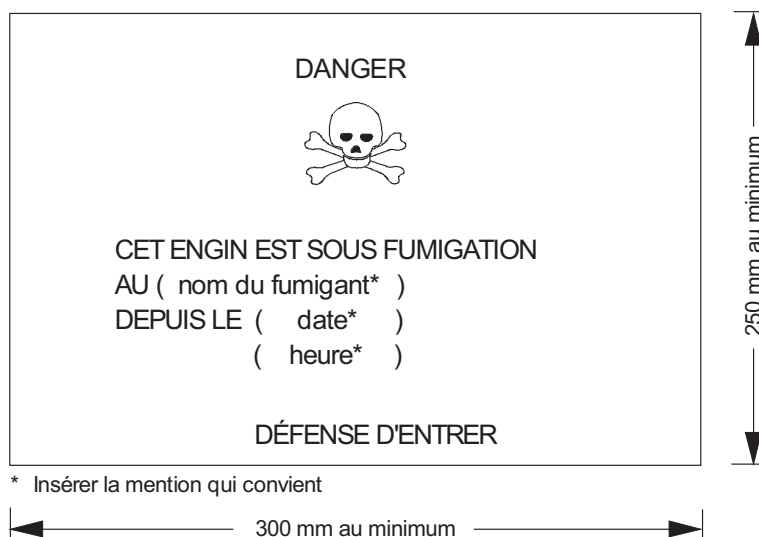 DANGER
CET ENGIN EST SOUS FUMIGATION
AU ( nom du fumigant* )
DEPUIS LE ( date* )
( heure* )
DÉFENSE D'ENTRER
* Insérer la mention qui convient
300 mm au minimum
250 mm au minimum